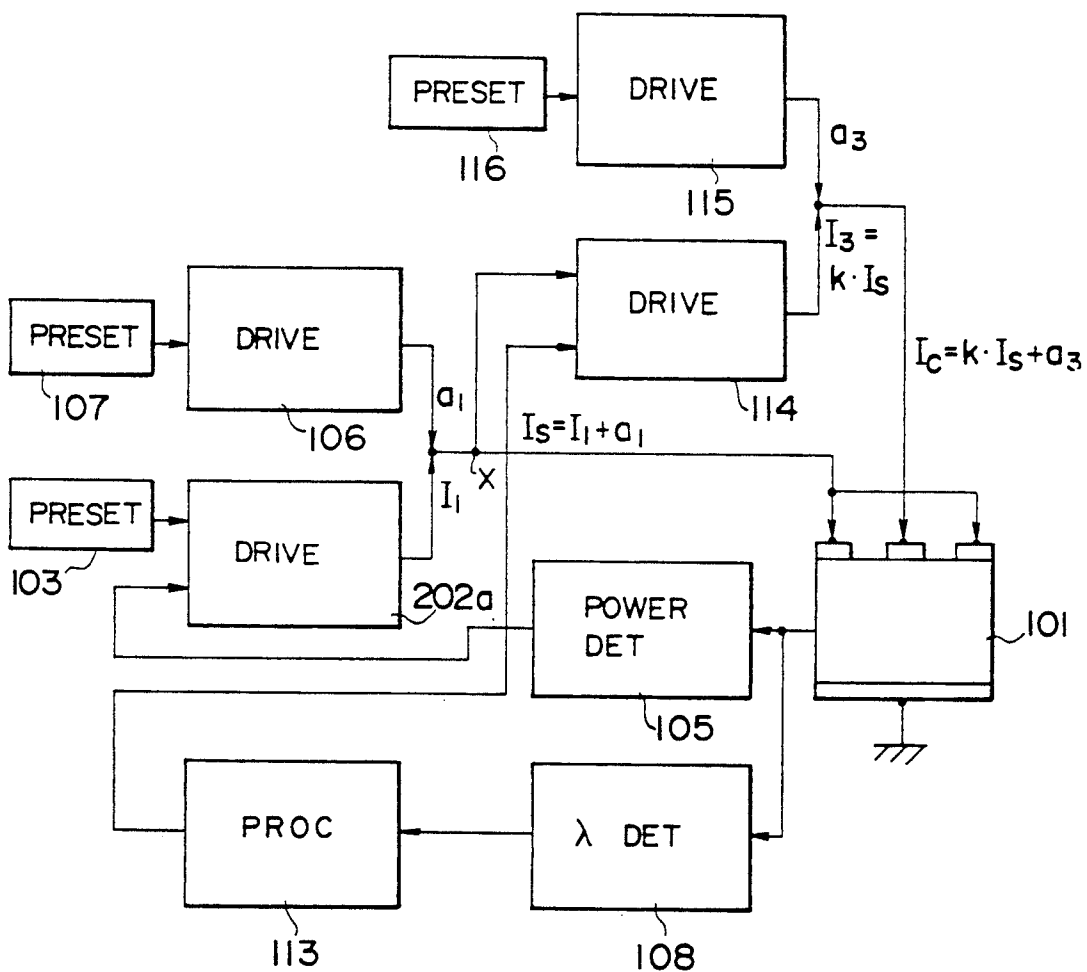 PRESET
116
DRIVE
115
a3
I3 =
k·IS
DRIVE
114
IC=k·IS+a3
PRESET
107
DRIVE
106
a1
IS=I1+a1
X
I1
PRESET
103
DRIVE
202a
POWER
DET
105
101
PROC
113
λ DET
108